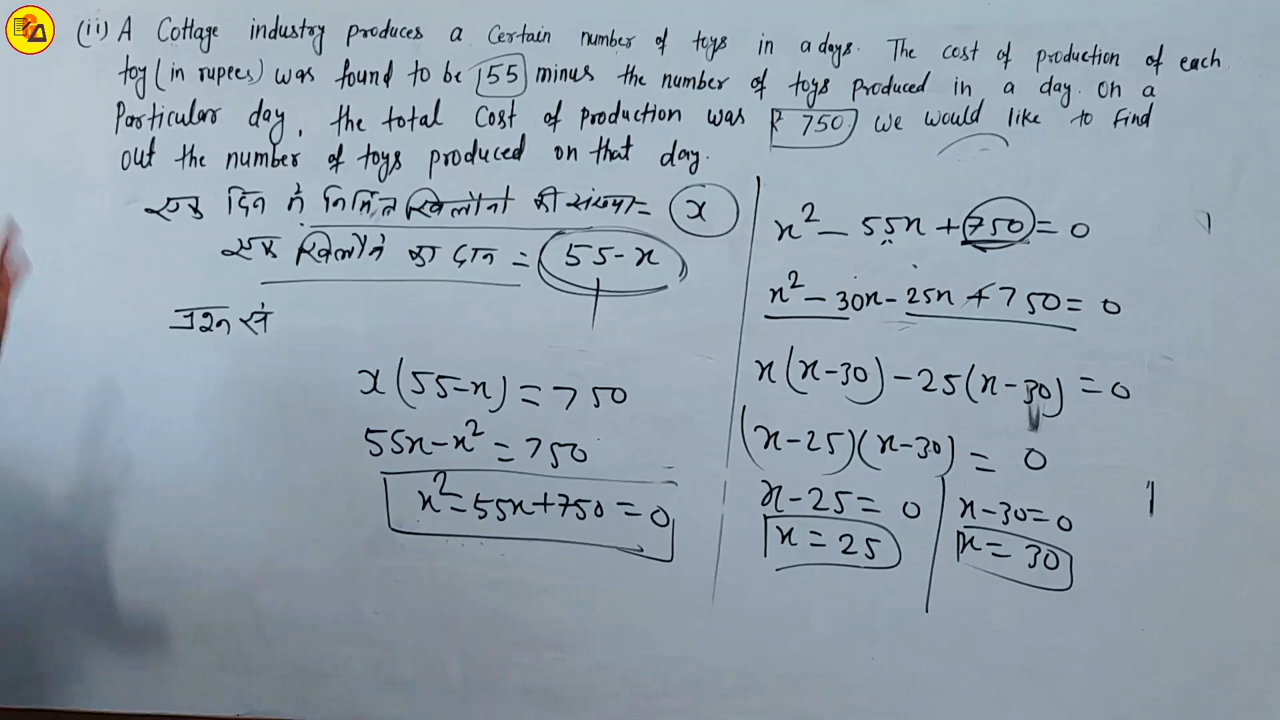 (ii) A Cottage industry produces a Certain number of toys in a days. The cost of production of each
toy (in rupees) was found to be 55 minus the number of toys produced in a day. on a
Particular day, the total Cost of production was ₹ 750 we would like to find
out the number of toys produced on that day.
एक दिन में निर्मित खिलौनों की संख्या = x
एक खिलौने का दाम = 55-x
प्रश्न से
x(55-x) = 750
55x-x² = 750
x²-55x+750 = 0
x² - 55x + 750 = 0
x² - 30x - 25x + 750 = 0
x(x-30) - 25(x-30) = 0
(x-25)(x-30) = 0
x-25 = 0 x-30=0
x = 25 x = 30